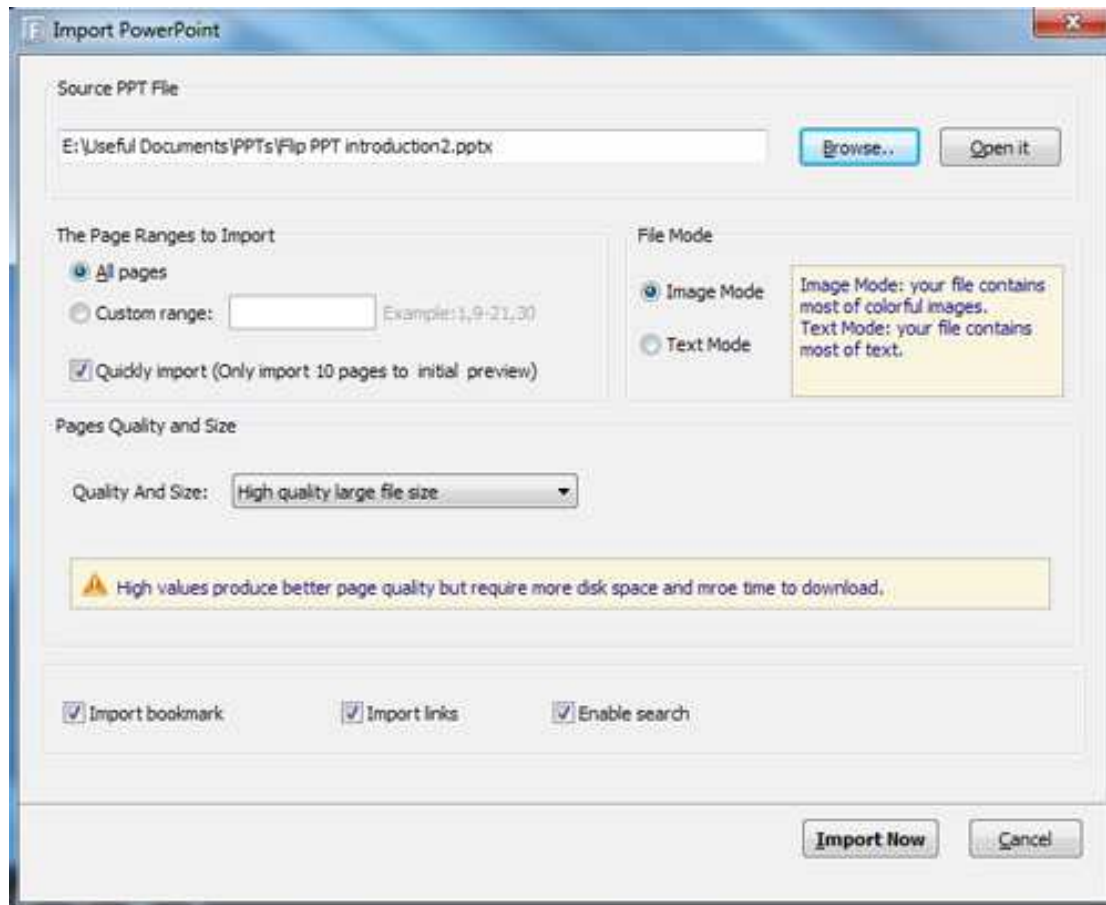 Import PowerPoint
Source PPT File
E:\Useful Documents\PPTs\Flip PPT introduction2.pptx
Browse..
Open it
The Page Ranges to Import
All pages
Custom range:
Example:1,9-21,30
Quickly import (Only import 10 pages to initial preview)
File Mode
Image Mode
Text Mode
Image Mode: your file contains
most of colorful images.
Text Mode: your file contains
most of text.
Pages Quality and Size
Quality And Size:
High quality large file size
High values produce better page quality but require more disk space and mroe time to download.
Import bookmark
Import links
Enable search
Import Now
Cancel